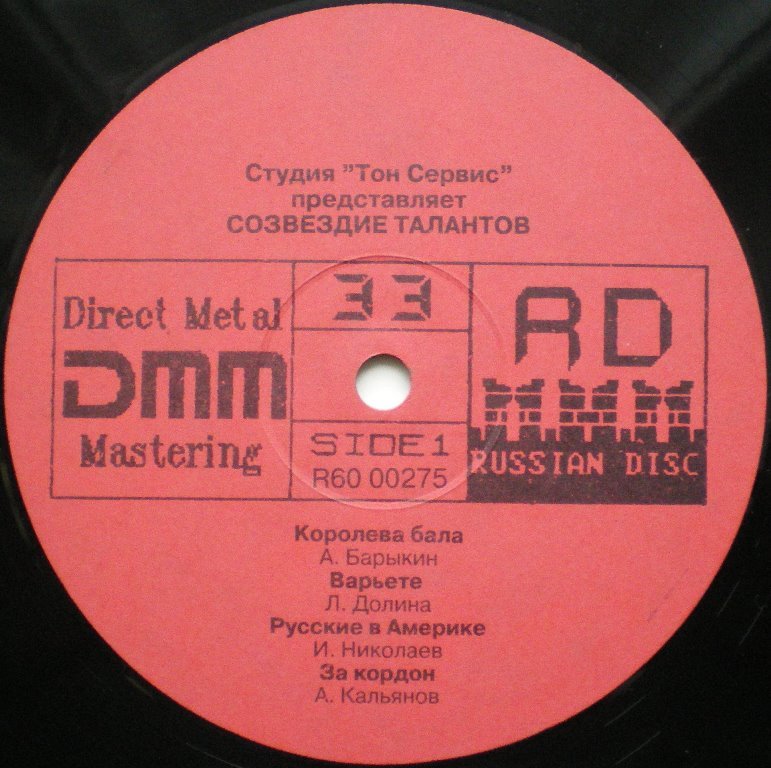 Студия "Тон Сервис"
представляет
СОЗВЕЗДИЕ ТАЛАНТОВ
Direct Metal
DMM
Mastering
33
SIDE 1
R60 00275
RD
RUSSIAN DISC
Королева бала
А. Барыкин
Варьете
Л. Долина
Русские в Америке
И. Николаев
За кордон
А. Кальянов